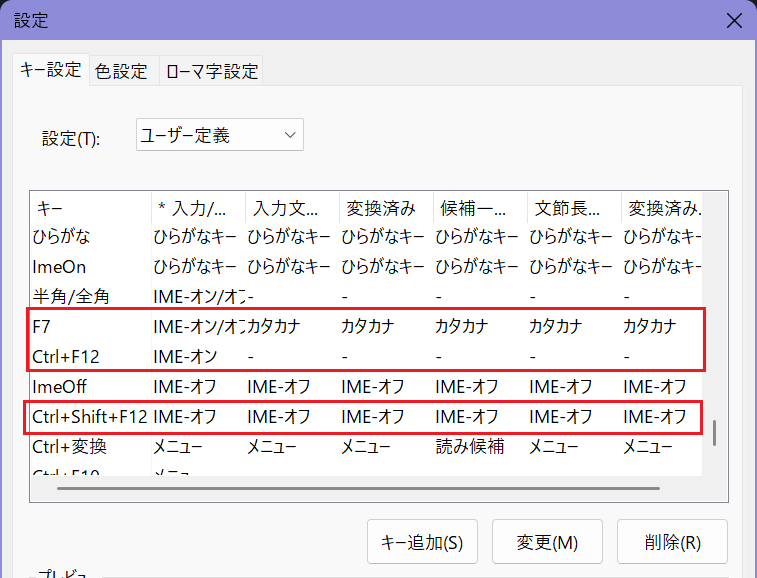 設定
キー設定 色設定 ローマ字設定
設定(T): ユーザー定義
キー * 入力/... 入力文... 変換済み 候補一... 文節長... 変換済み.
ひらがな ひらがなキー ひらがなキー ひらがなキー ひらがなキー ひらがなキー ひらがなキー
ImeOn ひらがなキー ひらがなキー ひらがなキー ひらがなキー ひらがなキー ひらがなキー
半角/全角 IME-オン/オフ - - - - -
F7 IME-オン/オフ カタカナ カタカナ カタカナ カタカナ カタカナ
Ctrl+F12 IME-オン - - - - -
ImeOff IME-オフ IME-オフ IME-オフ IME-オフ IME-オフ IME-オフ
Ctrl+Shift+F12 IME-オフ IME-オフ IME-オフ IME-オフ IME-オフ IME-オフ
Ctrl+変換 メニュー メニュー メニュー 読み候補 メニュー メニュー
Ctrl+F10 メニュー
キー追加(S) 変更(M) 削除(R)
プレビュー